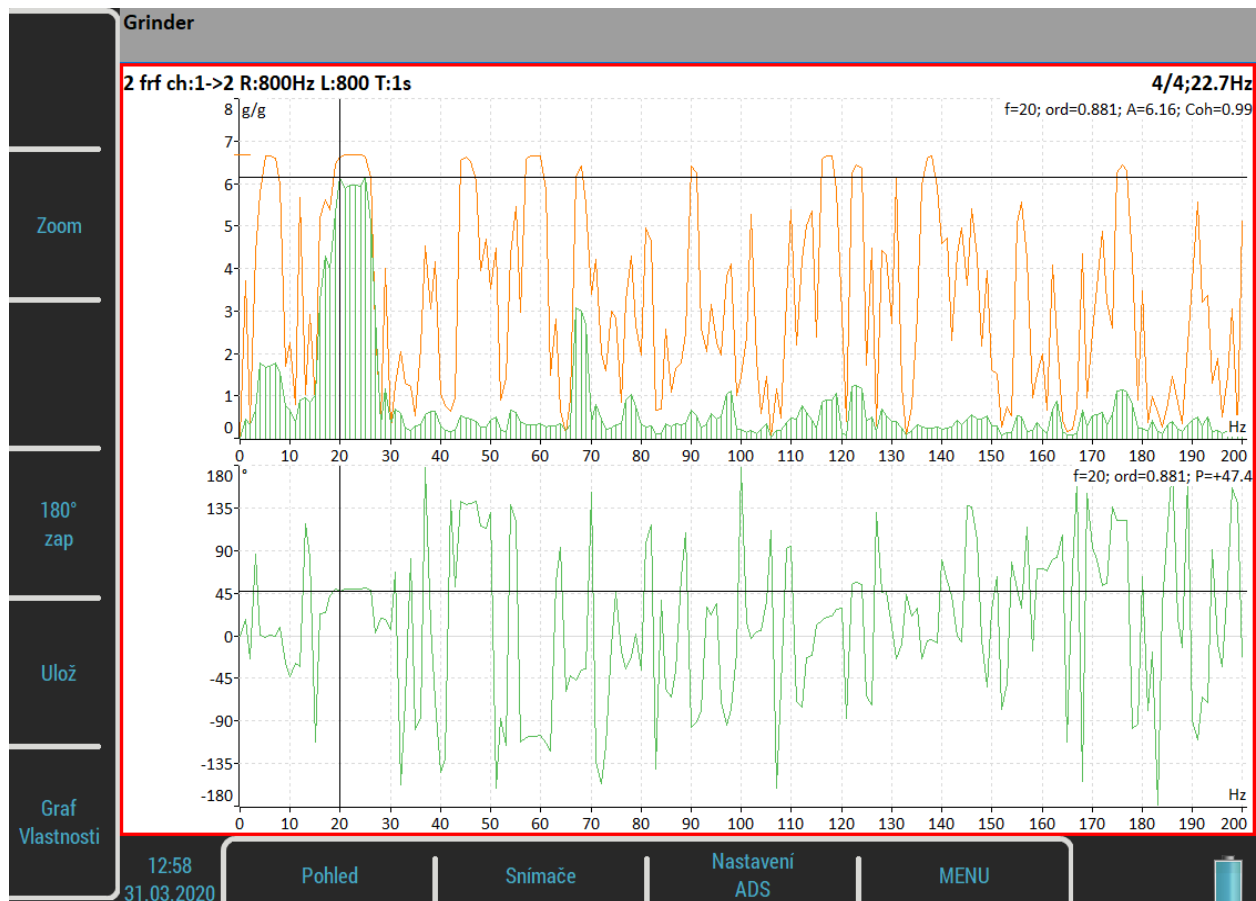 Grinder
2 frf ch:1->2 R:800Hz L:800 T:1s 4/4;22.7Hz
8 g/g f=20; ord=0.881; A=6.16; Coh=0.99
7
6
5
4
3
2
1
0 Hz
0 10 20 30 40 50 60 70 80 90 100 110 120 130 140 150 160 170 180 190 200
180 ° f=20; ord=0.881; P=+47.4
135
90
45
0
-45
-90
-135
-180 Hz
0 10 20 30 40 50 60 70 80 90 100 110 120 130 140 150 160 170 180 190 200
Zoom
180°
zap
Ulož
Graf
Vlastnosti
12:58
31.03.2020
Pohled
Snímače
Nastavení
ADS
MENU